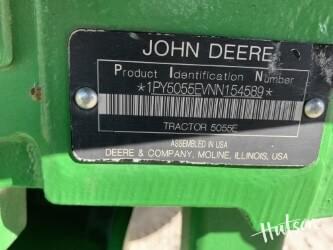 JOHN DEERE
Product Identification Number
*1PY5055EVNN154589*
TRACTOR 5055E
ASSEMBLED IN USA
DEERE & COMPANY, MOLINE, ILLINOIS, USA
Hutson